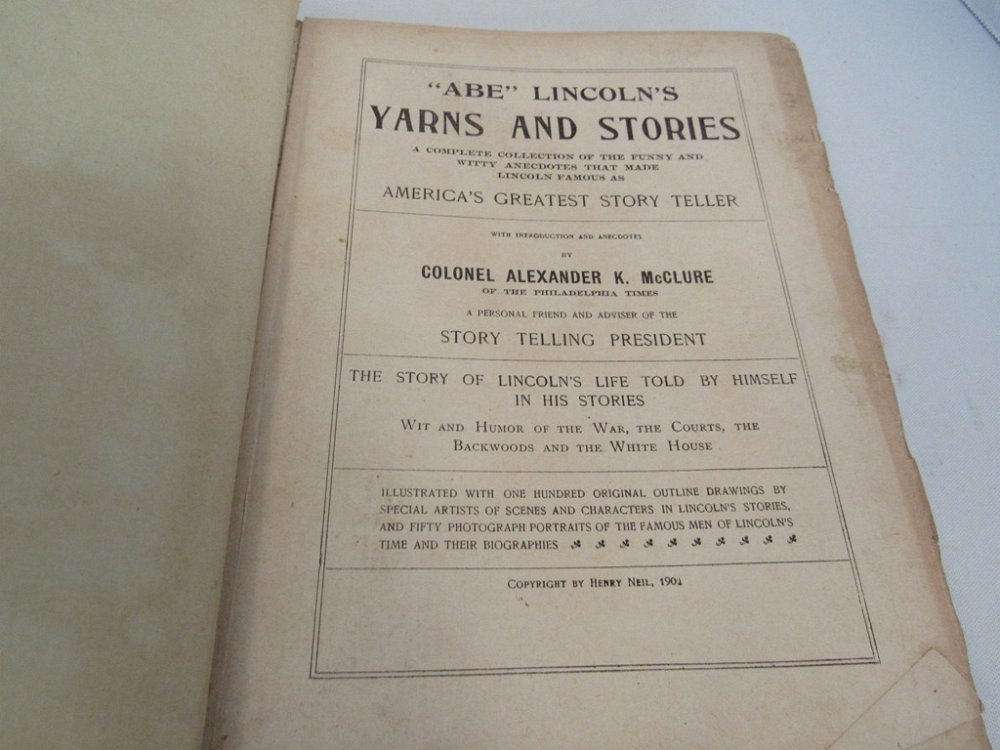 "ABE" LINCOLN'S
YARNS AND STORIES
A COMPLETE COLLECTION OF THE FUNNY AND
WITTY ANECDOTES THAT MADE
LINCOLN FAMOUS AS
AMERICA'S GREATEST STORY TELLER
WITH INTRODUCTION AND ANECDOTES
BY
COLONEL ALEXANDER K. McCLURE
OF THE PHILADELPHIA TIMES
A PERSONAL FRIEND AND ADVISER OF THE
STORY TELLING PRESIDENT
THE STORY OF LINCOLN'S LIFE TOLD BY HIMSELF
IN HIS STORIES
WIT AND HUMOR OF THE WAR, THE COURTS, THE
BACKWOODS AND THE WHITE HOUSE
ILLUSTRATED WITH ONE HUNDRED ORIGINAL OUTLINE DRAWINGS BY
SPECIAL ARTISTS OF SCENES AND CHARACTERS IN LINCOLN'S STORIES,
AND FIFTY PHOTOGRAPH PORTRAITS OF THE FAMOUS MEN OF LINCOLN'S
TIME AND THEIR BIOGRAPHIES
COPYRIGHT BY HENRY NEIL,